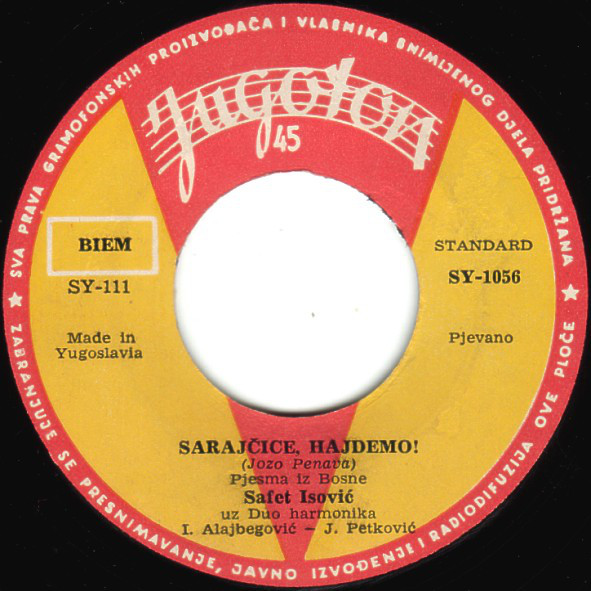 ★ SVA PRAVA GRAMOFONSKIH PROIZVOĐAČA I VLASNIKA SNIMLJENOG DJELA PRIDRŽANA
★ ZABRANJUJE SE PRESNIMAVANJE, JAVNO IZVOĐENJE I RADIODIFUZIJA OVE PLOČE
Jugoton
45
BIEM
SY-111
Made in
Yugoslavia
STANDARD
SY-1056
Pjevano
SARAJČICE, HAJDEMO!
(Jozo Penava)
Pjesma iz Bosne
Safet Isović
uz Duo harmonika
I. Alajbegović - J. Petković